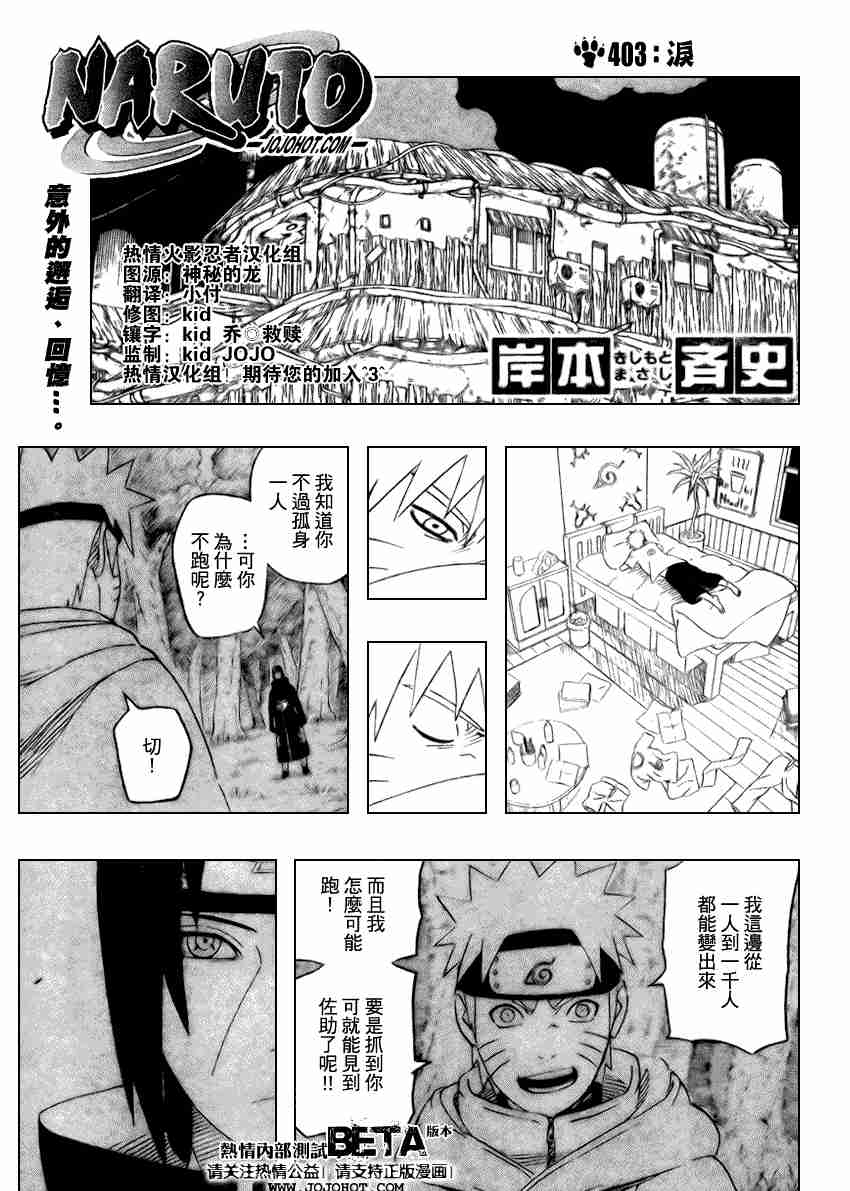 403：淚
NARUTO
-JOJOHOT.COM-
意外的邂逅、回憶…。
热情火影忍者汉化组
图源：神秘的龙
翻译：小付
修图：kid
镶字：kid 乔◎救赎
监制：kid JOJO
热情汉化组！期待您的加入^3^
岸本斉史
きしもと
まさし
我知道你
不過孤身
一人
…可你
為什麼
不跑呢？
切！
我這邊從
一人到一千人
都能變出來
而且我
怎麼可能
跑！
要是抓到你
可就能見到
佐助了呢!!
熱情內部測試
BETA版本
请关注热情公益！请支持正版漫画！
WWW.JOJOHOT.COM